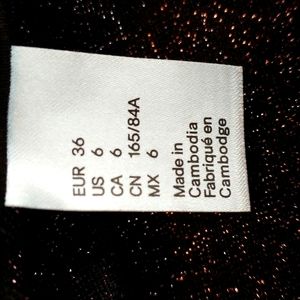 EUR 36
US 6
CA 6
CN 165/84A
MX 6
Made in
Cambodia
Fabriqué en
Cambodge